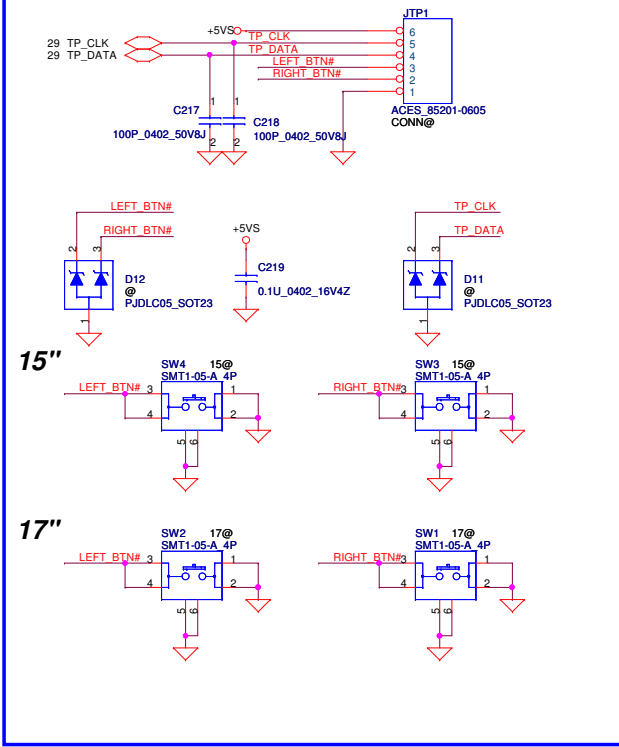 JTP1
+5VS
6
29 TP_CLK
TP_CLK
5
29 TP_DATA
TP_DATA
4
LEFT_BTN#
3
RIGHT_BTN#
2
1
ACES_85201-0605
CONN@
C217
1
1
C218
100P_0402_50V8J
2
2
100P_0402_50V8J
LEFT_BTN#
RIGHT_BTN#
2
3
D12
@
PJDLC05_SOT23
1
+5VS
C219
0.1U_0402_16V4Z
TP_CLK
TP_DATA
2
3
D11
@
PJDLC05_SOT23
1
15"
SW4 15@
SMT1-05-A_4P
LEFT_BTN# 3
1
4
2
5
6
SW3 15@
SMT1-05-A_4P
RIGHT_BTN# 3
1
4
2
5
6
17"
SW2 17@
SMT1-05-A_4P
LEFT_BTN# 3
1
4
2
5
6
SW1 17@
SMT1-05-A_4P
RIGHT_BTN# 3
1
4
2
5
6